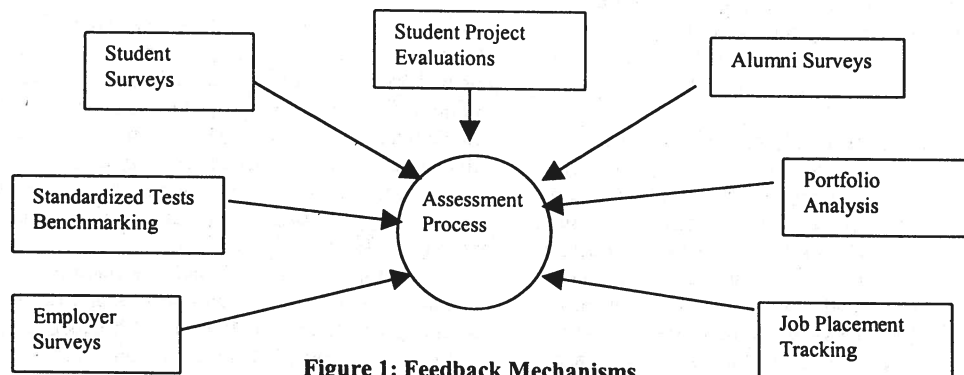 Student Project
Evaluations
Student
Surveys
Alumni Surveys
Assessment
Process
Standardized Tests
Benchmarking
Portfolio
Analysis
Employer
Surveys
Job Placement
Tracking
Figure 1: Feedback Mechanisms